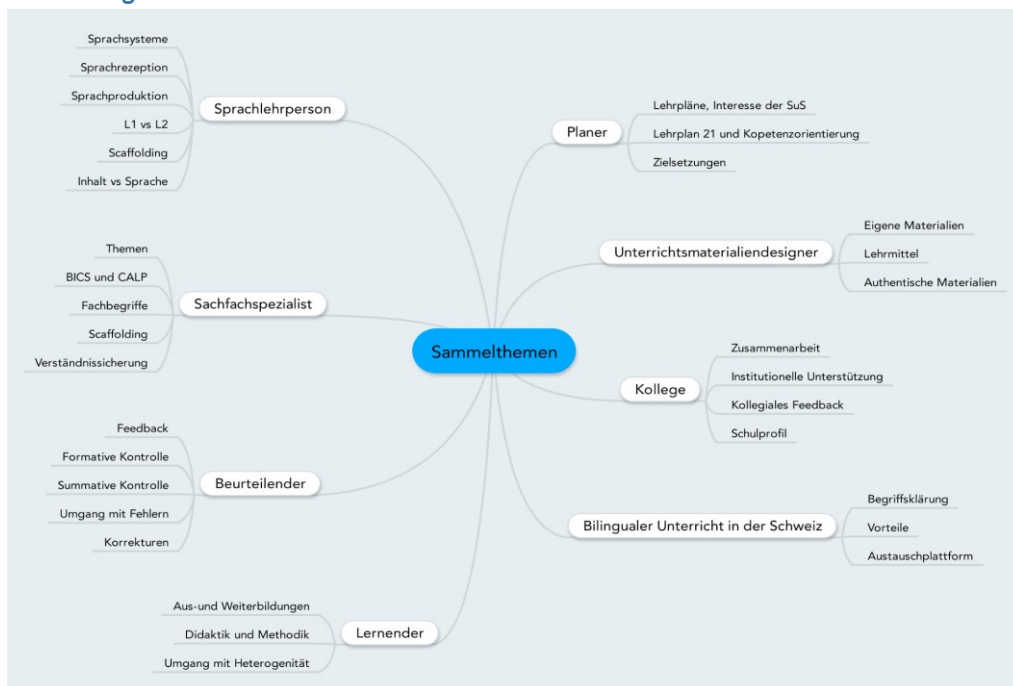 Sprachsysteme
Sprachrezeption
Sprachproduktion
L1 vs L2
Scaffolding
Inhalt vs Sprache
Sprachlehrperson
Themen
BICS und CALP
Fachbegriffe
Scaffolding
Verständnissicherung
Sachfachspezialist
Feedback
Formative Kontrolle
Summative Kontrolle
Umgang mit Fehlern
Korrekturen
Beurteilender
Aus-und Weiterbildungen
Didaktik und Methodik
Umgang mit Heterogenität
Lernender
Sammelthemen
Planer
Lehrpläne, Interesse der SuS
Lehrplan 21 und Kopetenzorientierung
Zielsetzungen
Unterrichtsmaterialiendesigner
Eigene Materialien
Lehrmittel
Authentische Materialien
Kollege
Zusammenarbeit
Institutionelle Unterstützung
Kollegiales Feedback
Schulprofil
Bilingualer Unterricht in der Schweiz
Begriffsklärung
Vorteile
Austauschplattform